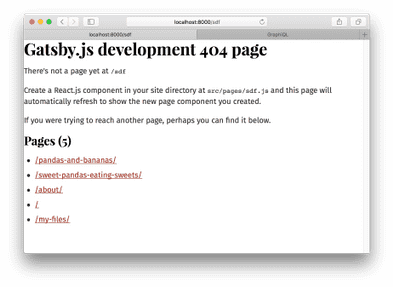 localhost:8000/sdf
localhost:8000/sdf
GraphiQL
Gatsby.js development 404 page
There's not a page yet at /sdf
Create a React.js component in your site directory at src/pages/sdf.js and this page will
automatically refresh to show the new page component you created.
If you were trying to reach another page, perhaps you can find it below.
Pages (5)
/pandas-and-bananas/
/sweet-pandas-eating-sweets/
/about/
/
/my-files/